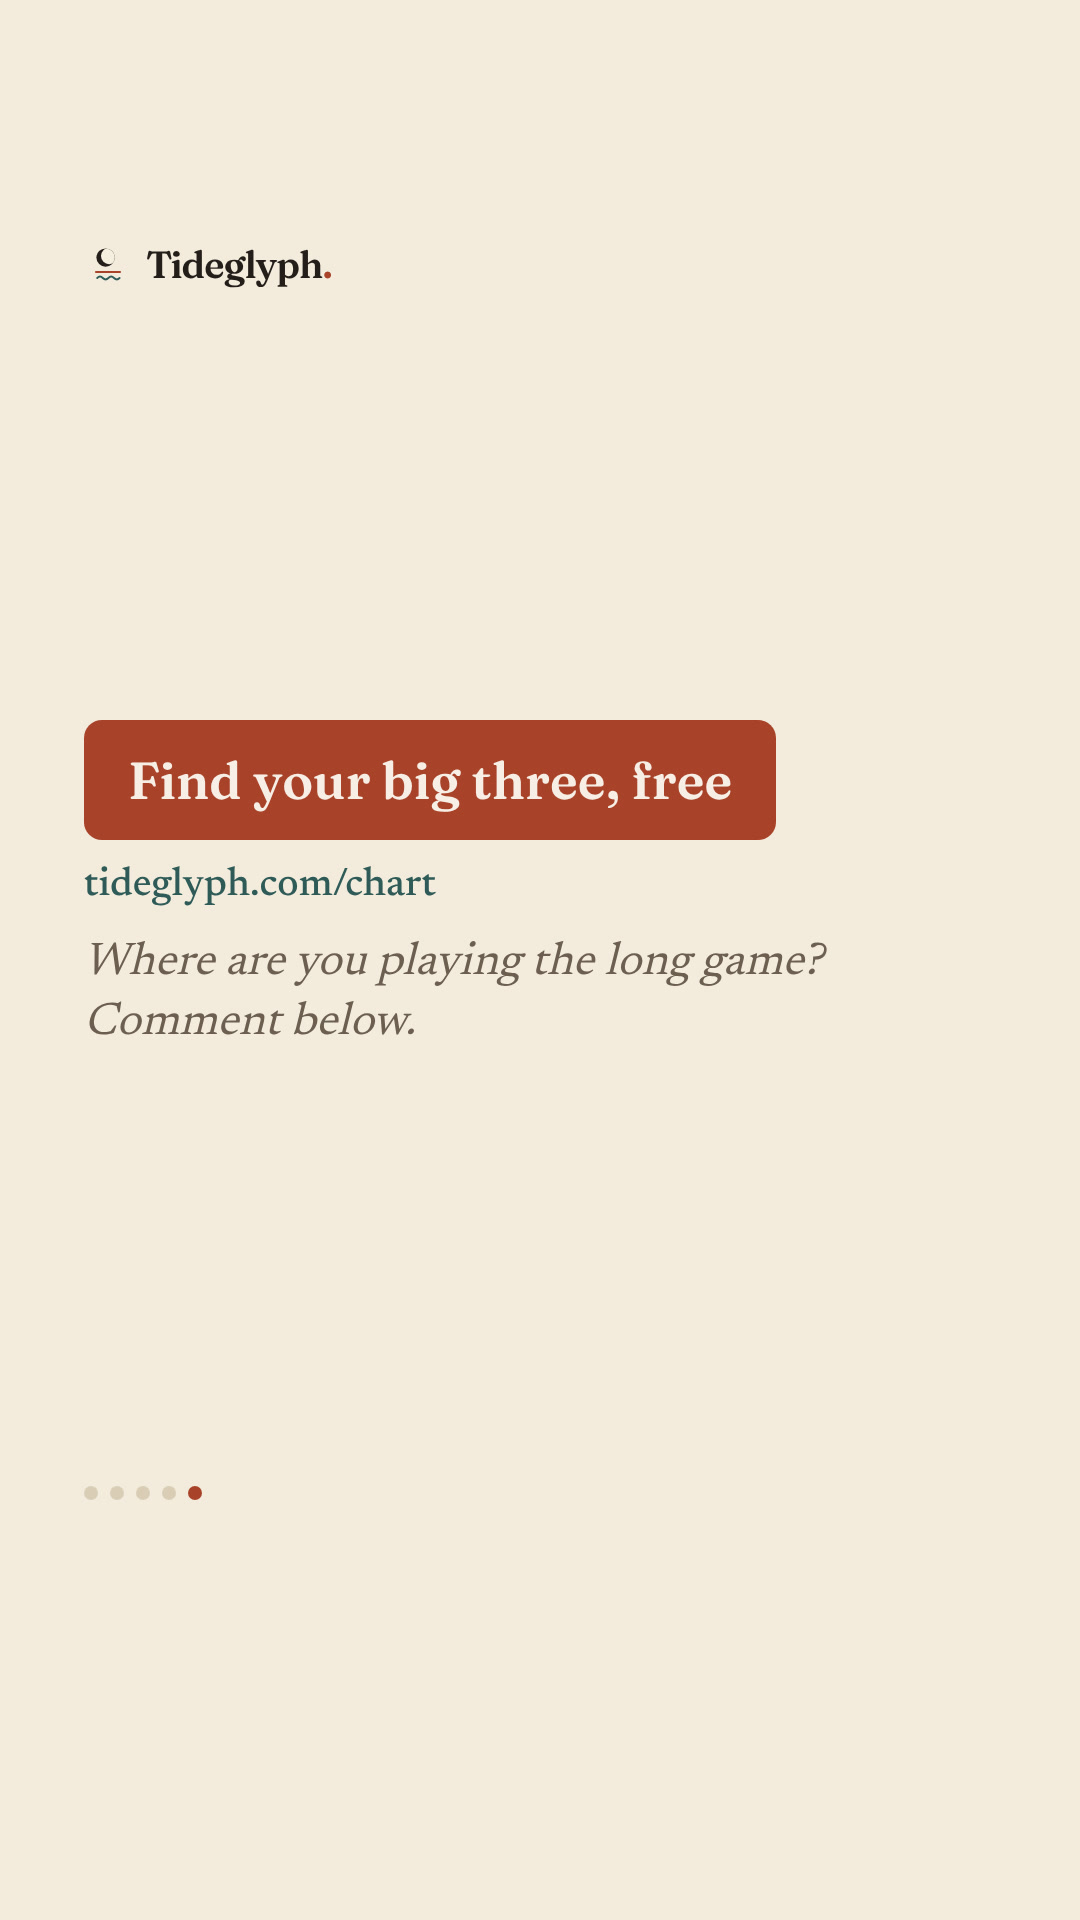 Tideglyph.
Find your big three, free
tideglyph.com/chart
Where are you playing the long game?
Comment below.